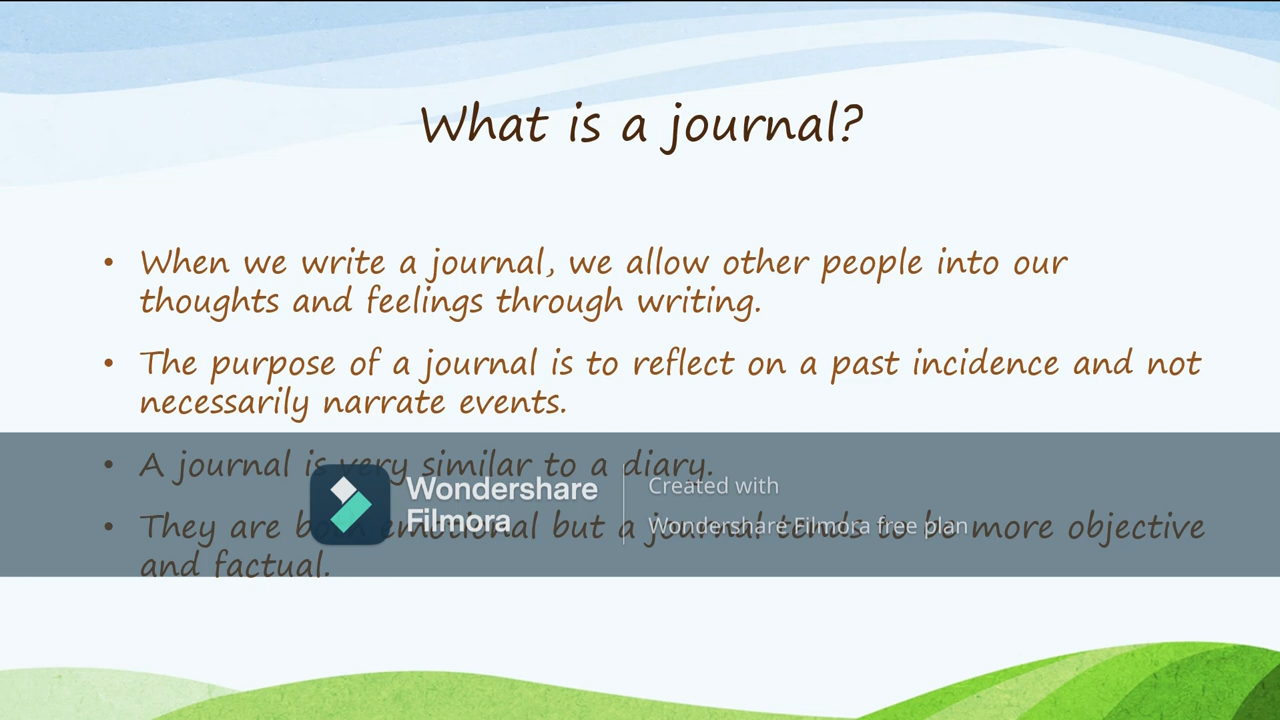 What is a journal?
• When we write a journal, we allow other people into our
thoughts and feelings through writing.
• The purpose of a journal is to reflect on a past incidence and not
necessarily narrate events.
• A journal is very similar to a diary.
• They are both emotional but a journal tends to be more objective
and factual.
Wondershare
Filmora
Created with
Wondershare Filmora free plan